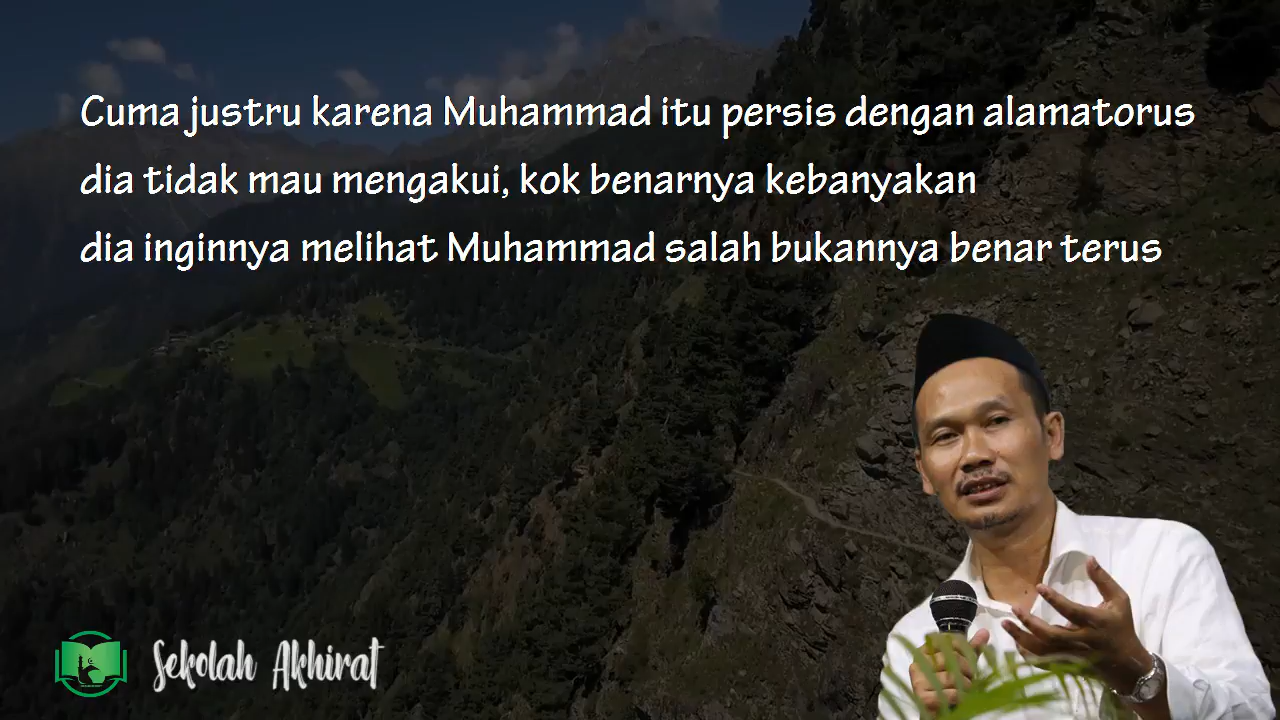 Cuma justru karena Muhammad itu persis dengan alamatorus
dia tidak mau mengakui, kok benarnya kebanyakan
dia inginnya melihat Muhammad salah bukannya benar terus
Sekolah Akhirat